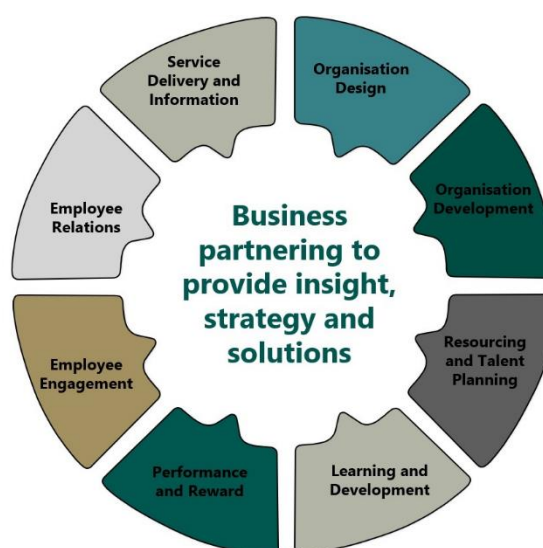 Service
Delivery and
Information
Organisation
Design
Organisation
Development
Resourcing
and Talent
Planning
Learning and
Development
Performance
and Reward
Employee
Engagement
Employee
Relations
Business
partnering to
provide insight,
strategy and
solutions